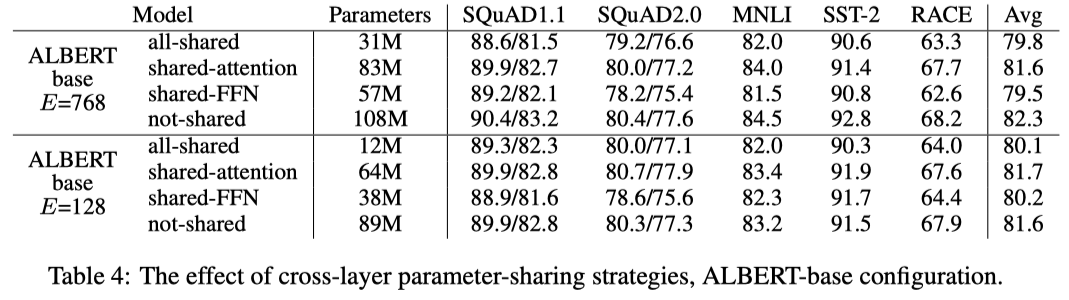 Model Parameters SQuAD1.1 SQuAD2.0 MNLI SST-2 RACE Avg
ALBERT base E=768
all-shared 31M 88.6/81.5 79.2/76.6 82.0 90.6 63.3 79.8
shared-attention 83M 89.9/82.7 80.0/77.2 84.0 91.4 67.7 81.6
shared-FFN 57M 89.2/82.1 78.2/75.4 81.5 90.8 62.6 79.5
not-shared 108M 90.4/83.2 80.4/77.6 84.5 92.8 68.2 82.3
ALBERT base E=128
all-shared 12M 89.3/82.3 80.0/77.1 82.0 90.3 64.0 80.1
shared-attention 64M 89.9/82.8 80.7/77.9 83.4 91.9 67.6 81.7
shared-FFN 38M 88.9/81.6 78.6/75.6 82.3 91.7 64.4 80.2
not-shared 89M 89.9/82.8 80.3/77.3 83.2 91.5 67.9 81.6
Table 4: The effect of cross-layer parameter-sharing strategies, ALBERT-base configuration.